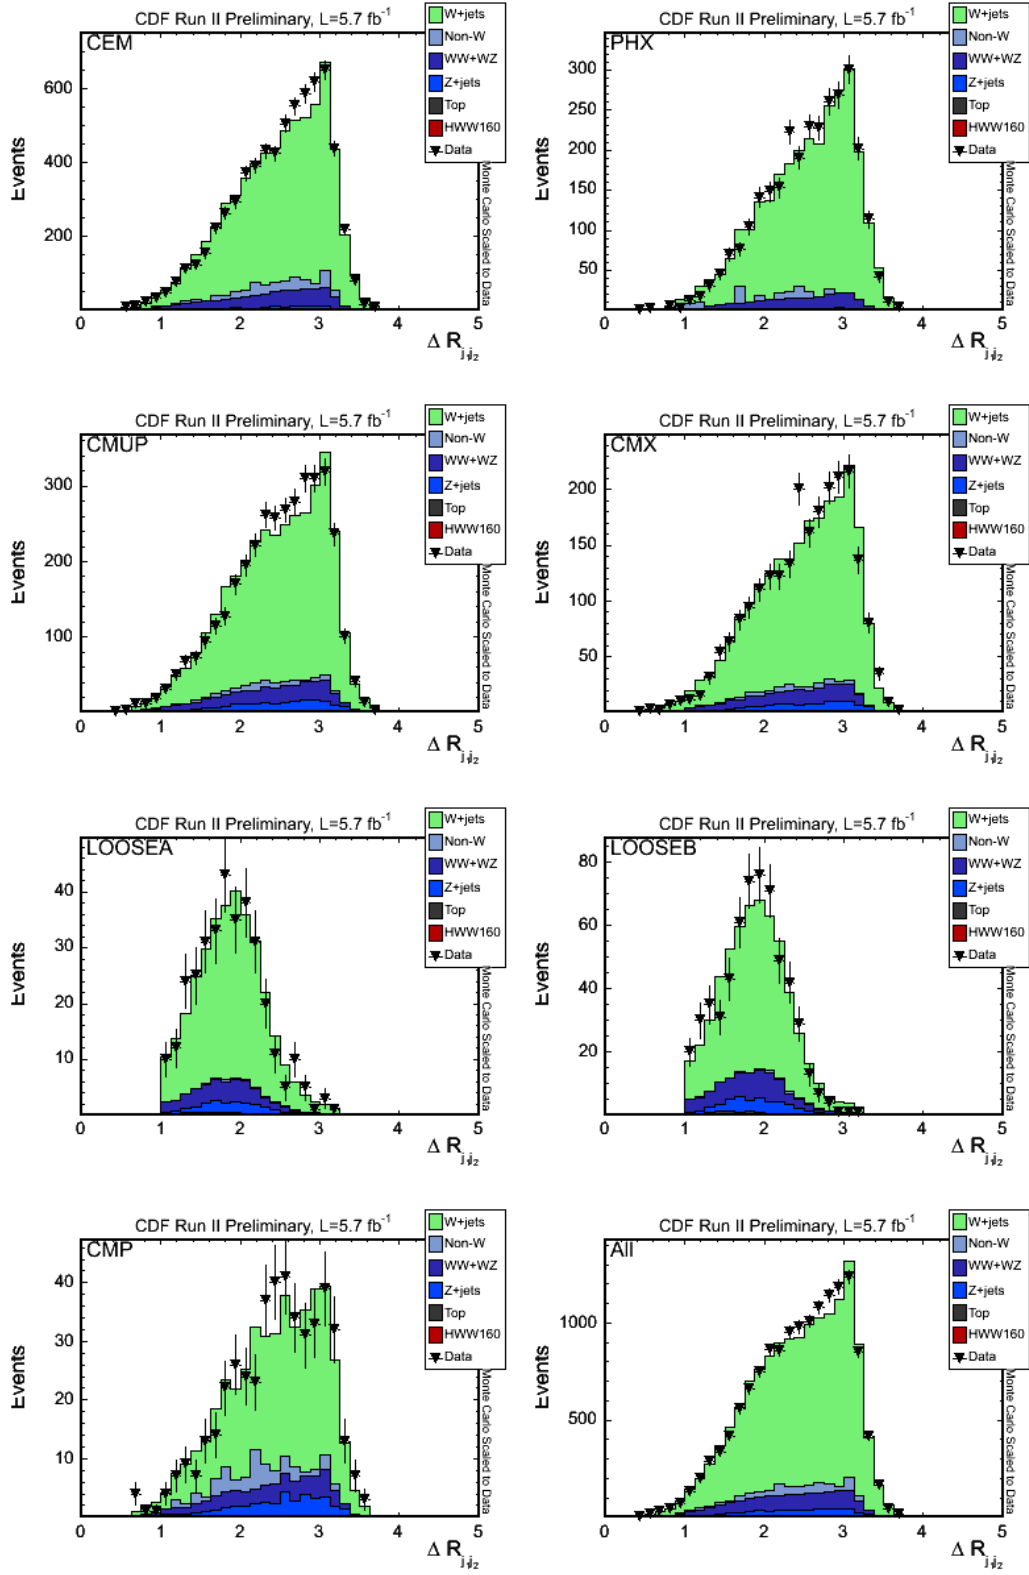 CDF Run II Preliminary, L=5.7 fb-1
CEM
W+jets
Non-W
WW+WZ
Z+jets
Top
HWW160
Data
Monte Carlo Scaled to Data
Events
600
400
200
0 1 2 3 4 5
Δ R j1j2
CDF Run II Preliminary, L=5.7 fb-1
PHX
W+jets
Non-W
WW+WZ
Z+jets
Top
HWW160
Data
Monte Carlo Scaled to Data
Events
300
250
200
150
100
50
0 1 2 3 4 5
Δ R j1j2
CDF Run II Preliminary, L=5.7 fb-1
CMUP
W+jets
Non-W
WW+WZ
Z+jets
Top
HWW160
Data
Monte Carlo Scaled to Data
Events
300
200
100
0 1 2 3 4 5
Δ R j1j2
CDF Run II Preliminary, L=5.7 fb-1
CMX
W+jets
Non-W
WW+WZ
Z+jets
Top
HWW160
Data
Monte Carlo Scaled to Data
Events
200
150
100
50
0 1 2 3 4 5
Δ R j1j2
CDF Run II Preliminary, L=5.7 fb-1
LOOSEA
W+jets
Non-W
WW+WZ
Z+jets
Top
HWW160
Data
Monte Carlo Scaled to Data
Events
40
30
20
10
0 1 2 3 4 5
Δ R j1j2
CDF Run II Preliminary, L=5.7 fb-1
LOOSEB
W+jets
Non-W
WW+WZ
Z+jets
Top
HWW160
Data
Monte Carlo Scaled to Data
Events
80
60
40
20
0 1 2 3 4 5
Δ R j1j2
CDF Run II Preliminary, L=5.7 fb-1
CMP
W+jets
Non-W
WW+WZ
Z+jets
Top
HWW160
Data
Monte Carlo Scaled to Data
Events
40
30
20
10
0 1 2 3 4 5
Δ R j1j2
CDF Run II Preliminary, L=5.7 fb-1
All
W+jets
Non-W
WW+WZ
Z+jets
Top
HWW160
Data
Monte Carlo Scaled to Data
Events
1000
500
0 1 2 3 4 5
Δ R j1j2